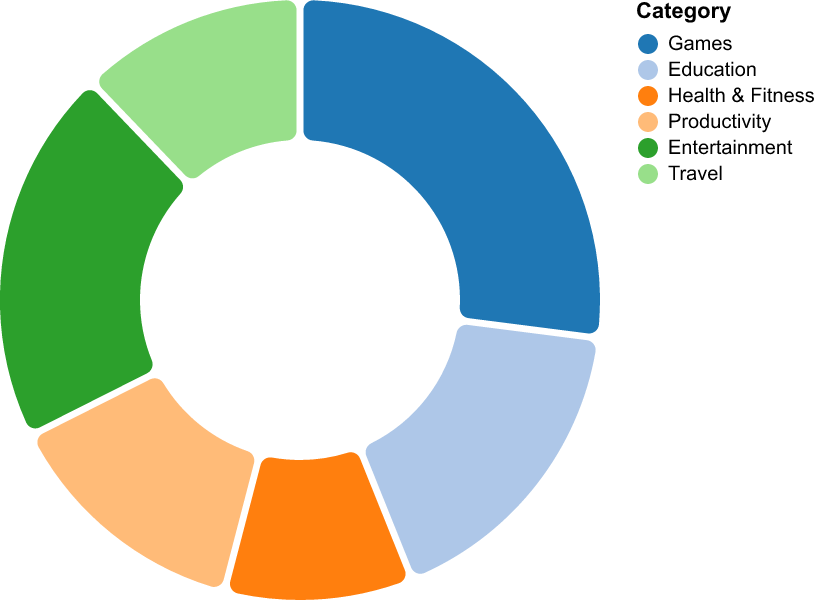 Category
Games
Education
Health & Fitness
Productivity
Entertainment
Travel